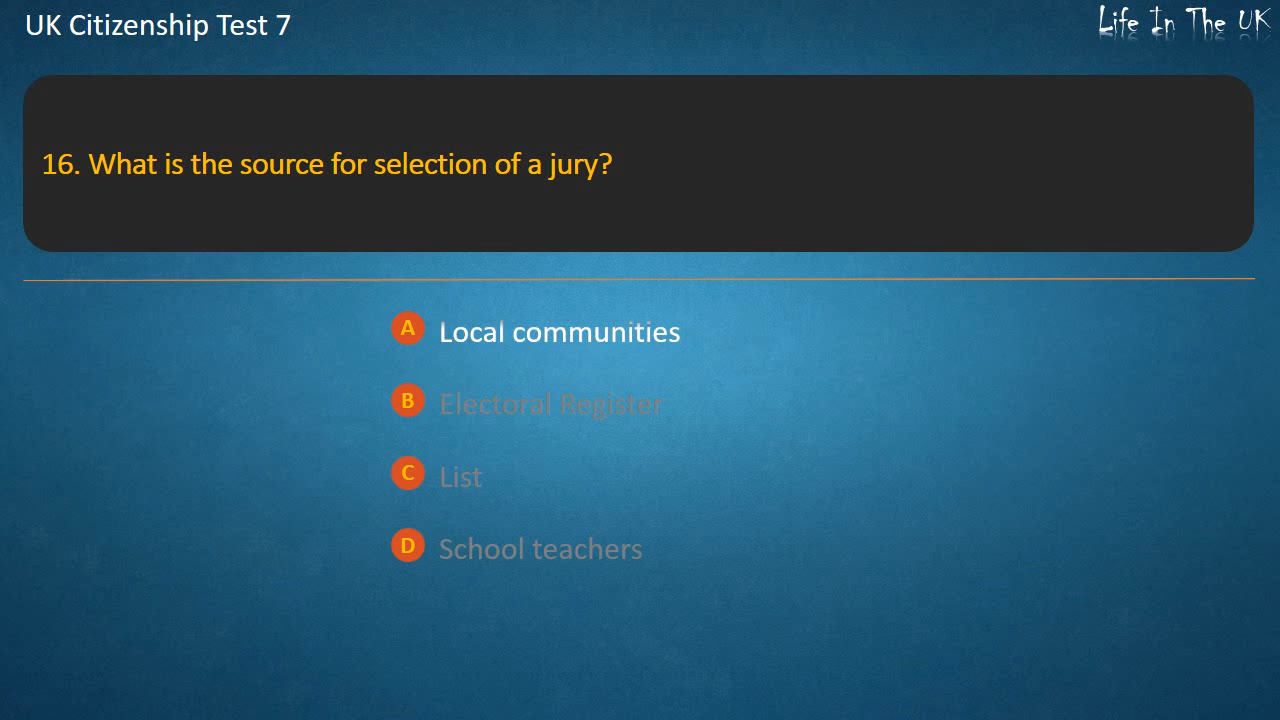 UK Citizenship Test 7
Life In The UK
16. What is the source for selection of a jury?
A Local communities
B Electoral Register
C List
D School teachers